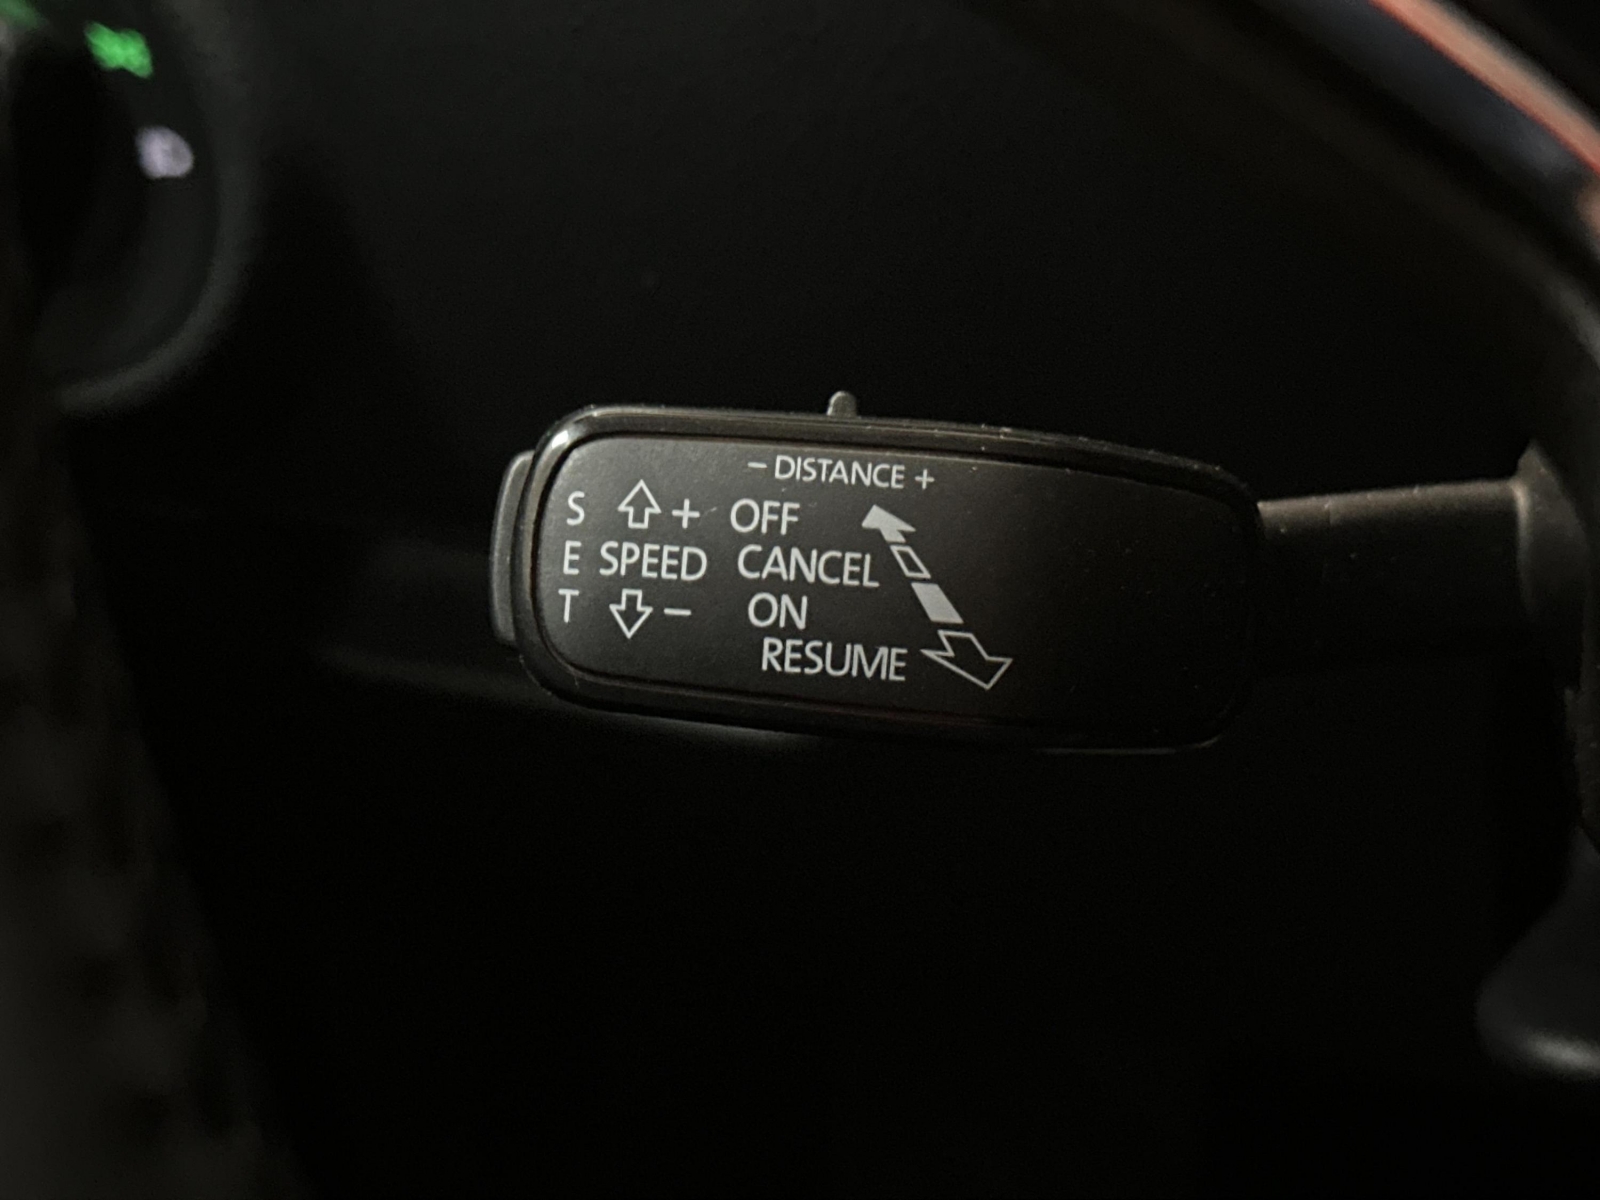 - DISTANCE +
S + OFF
E SPEED CANCEL
T - ON
RESUME